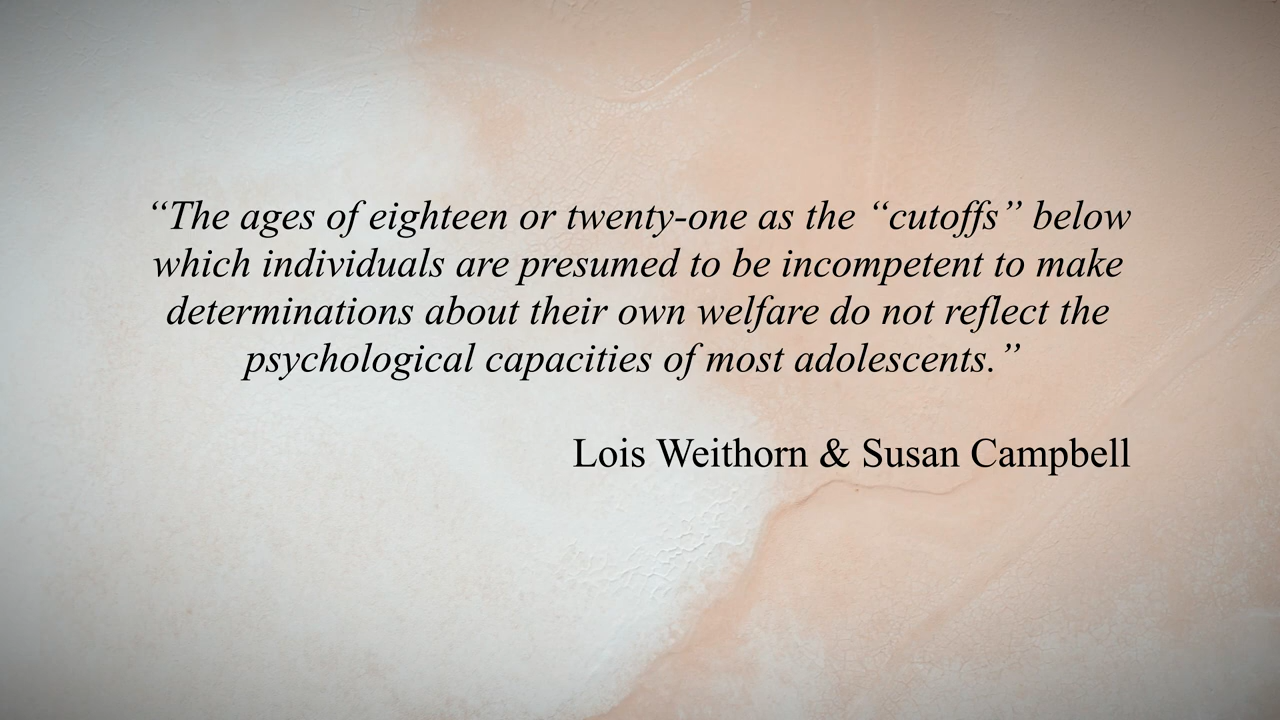 “The ages of eighteen or twenty-one as the “cutoffs” below
which individuals are presumed to be incompetent to make
determinations about their own welfare do not reflect the
psychological capacities of most adolescents.”
Lois Weithorn & Susan Campbell